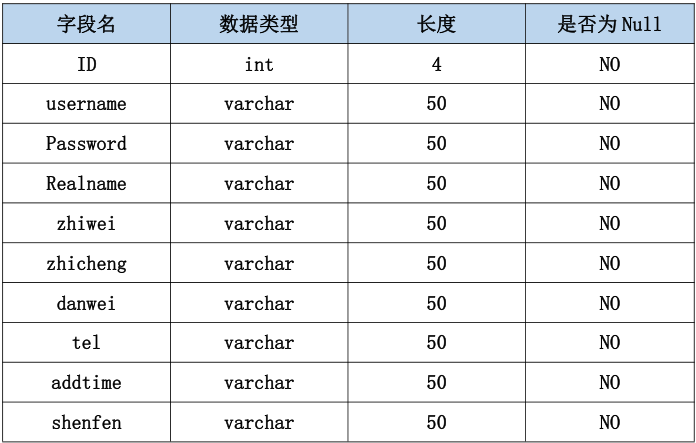 字段名 数据类型 长度 是否为 Null
ID int 4 NO
username varchar 50 NO
Password varchar 50 NO
Realname varchar 50 NO
zhiwei varchar 50 NO
zhicheng varchar 50 NO
danwei varchar 50 NO
tel varchar 50 NO
addtime varchar 50 NO
shenfen varchar 50 NO